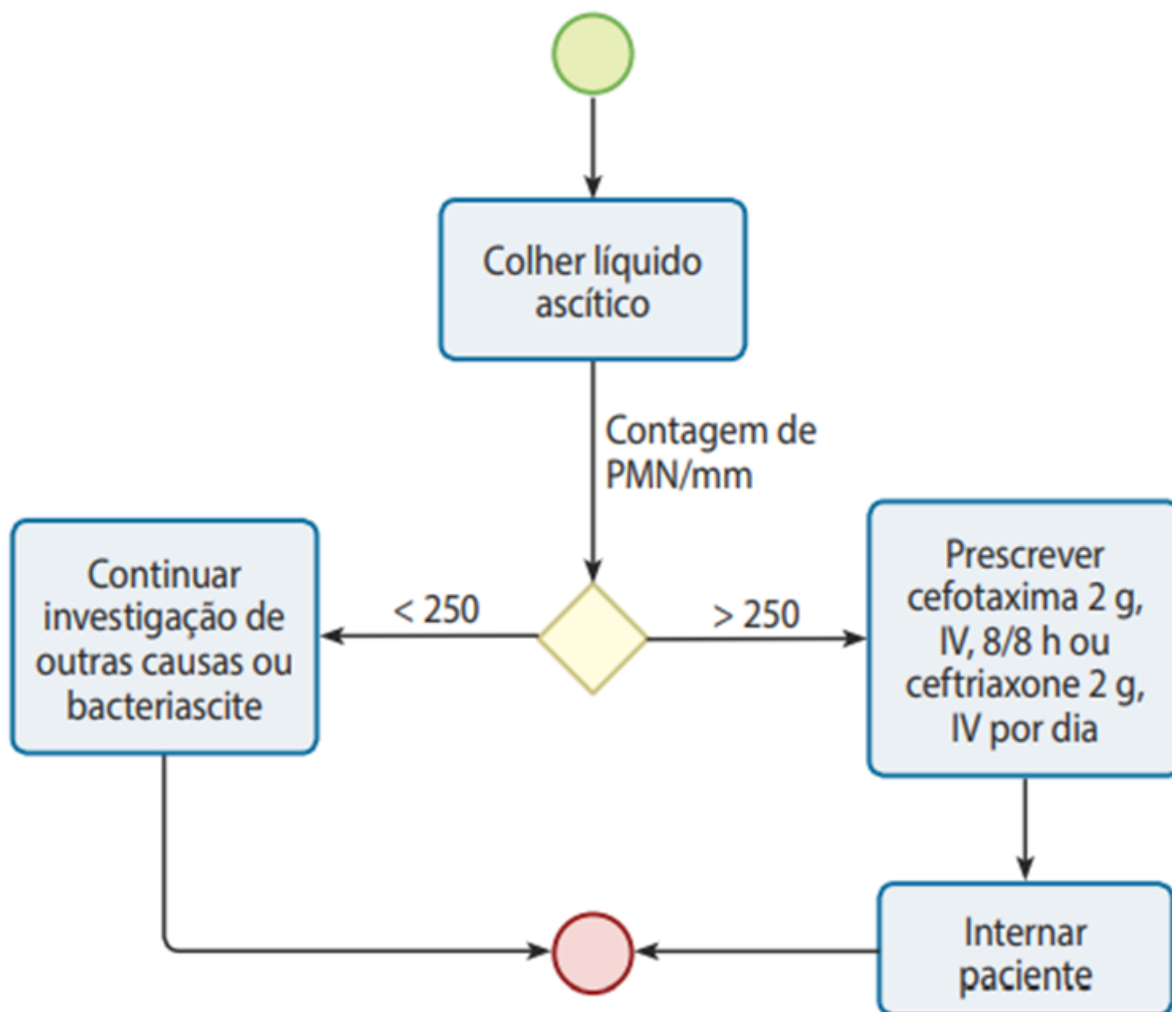 Colher líquido
ascítico
Contagem de
PMN/mm
< 250
> 250
Continuar
investigação de
outras causas ou
bacteriascite
Prescrever
cefotaxima 2 g,
IV, 8/8 h ou
ceftriaxone 2 g,
IV por dia
Internar
paciente